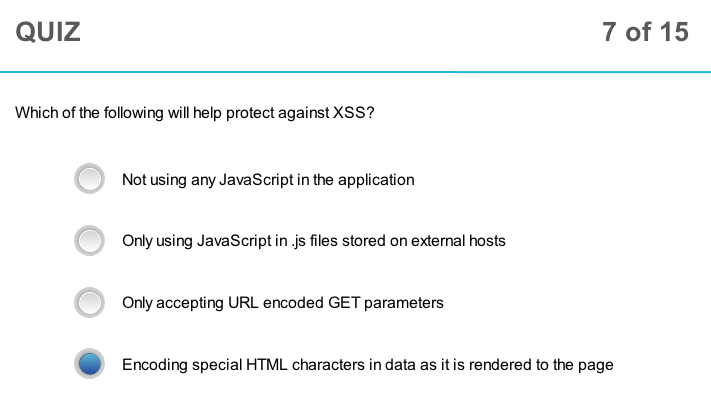 QUIZ
7 of 15
Which of the following will help protect against XSS?
Not using any JavaScript in the application
Only using JavaScript in .js files stored on external hosts
Only accepting URL encoded GET parameters
Encoding special HTML characters in data as it is rendered to the page